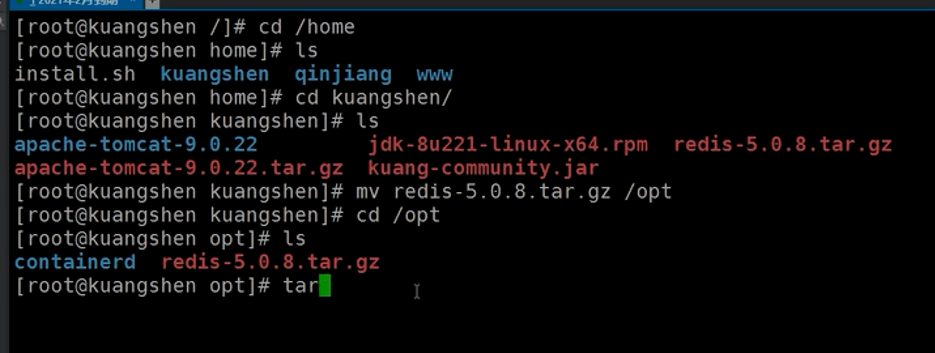 [root@kuangshen /]# cd /home
[root@kuangshen home]# ls
install.sh  kuangshen  qinjiang  www
[root@kuangshen home]# cd kuangshen/
[root@kuangshen kuangshen]# ls
apache-tomcat-9.0.22         jdk-8u221-linux-x64.rpm  redis-5.0.8.tar.gz
apache-tomcat-9.0.22.tar.gz  kuang-community.jar
[root@kuangshen kuangshen]# mv redis-5.0.8.tar.gz /opt
[root@kuangshen kuangshen]# cd /opt
[root@kuangshen opt]# ls
containerd  redis-5.0.8.tar.gz
[root@kuangshen opt]# tar